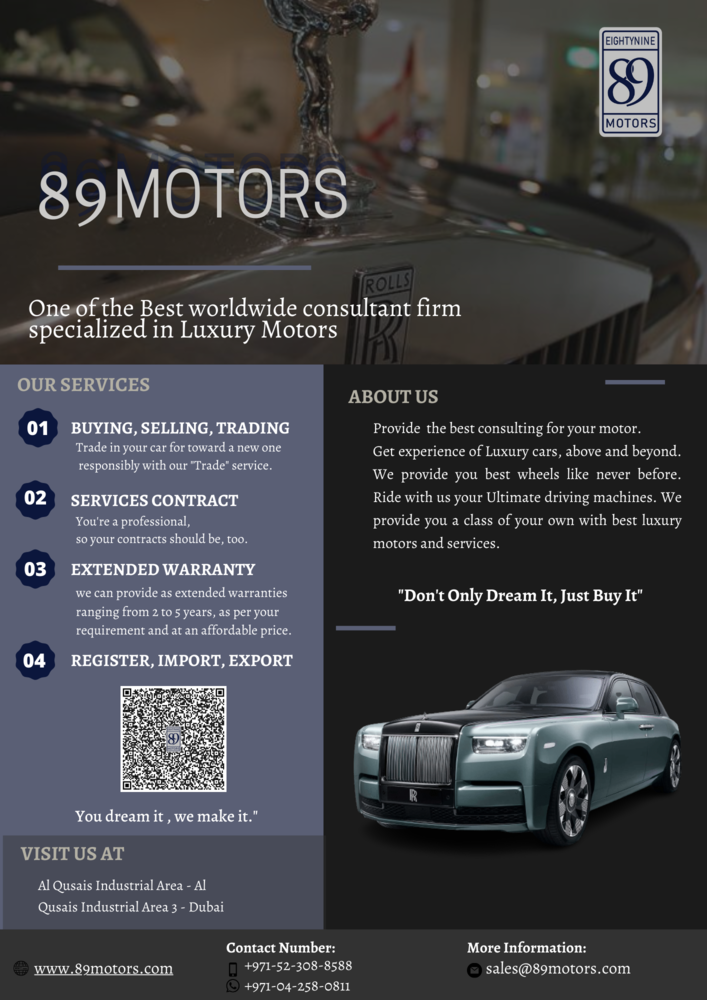 EIGHTYNINE
89
MOTORS
89MOTORS
ROLLS
One of the Best worldwide consultant firm
specialized in Luxury Motors
OUR SERVICES
01
BUYING, SELLING, TRADING
Trade in your car for toward a new one
responsibly with our "Trade" service.
02
SERVICES CONTRACT
You're a professional,
so your contracts should be, too.
03
EXTENDED WARRANTY
we can provide as extended warranties
ranging from 2 to 5 years, as per your
requirement and at an affordable price.
04
REGISTER, IMPORT, EXPORT
89
You dream it , we make it."
VISIT US AT
Al Qusais Industrial Area - Al
Qusais Industrial Area 3 - Dubai
ABOUT US
Provide the best consulting for your motor.
Get experience of Luxury cars, above and beyond.
We provide you best wheels like never before.
Ride with us your Ultimate driving machines. We
provide you a class of your own with best luxury
motors and services.
"Don't Only Dream It, Just Buy It"
RR
www.89motors.com
Contact Number:
+971-52-308-8588
+971-04-258-0811
More Information:
sales@89motors.com